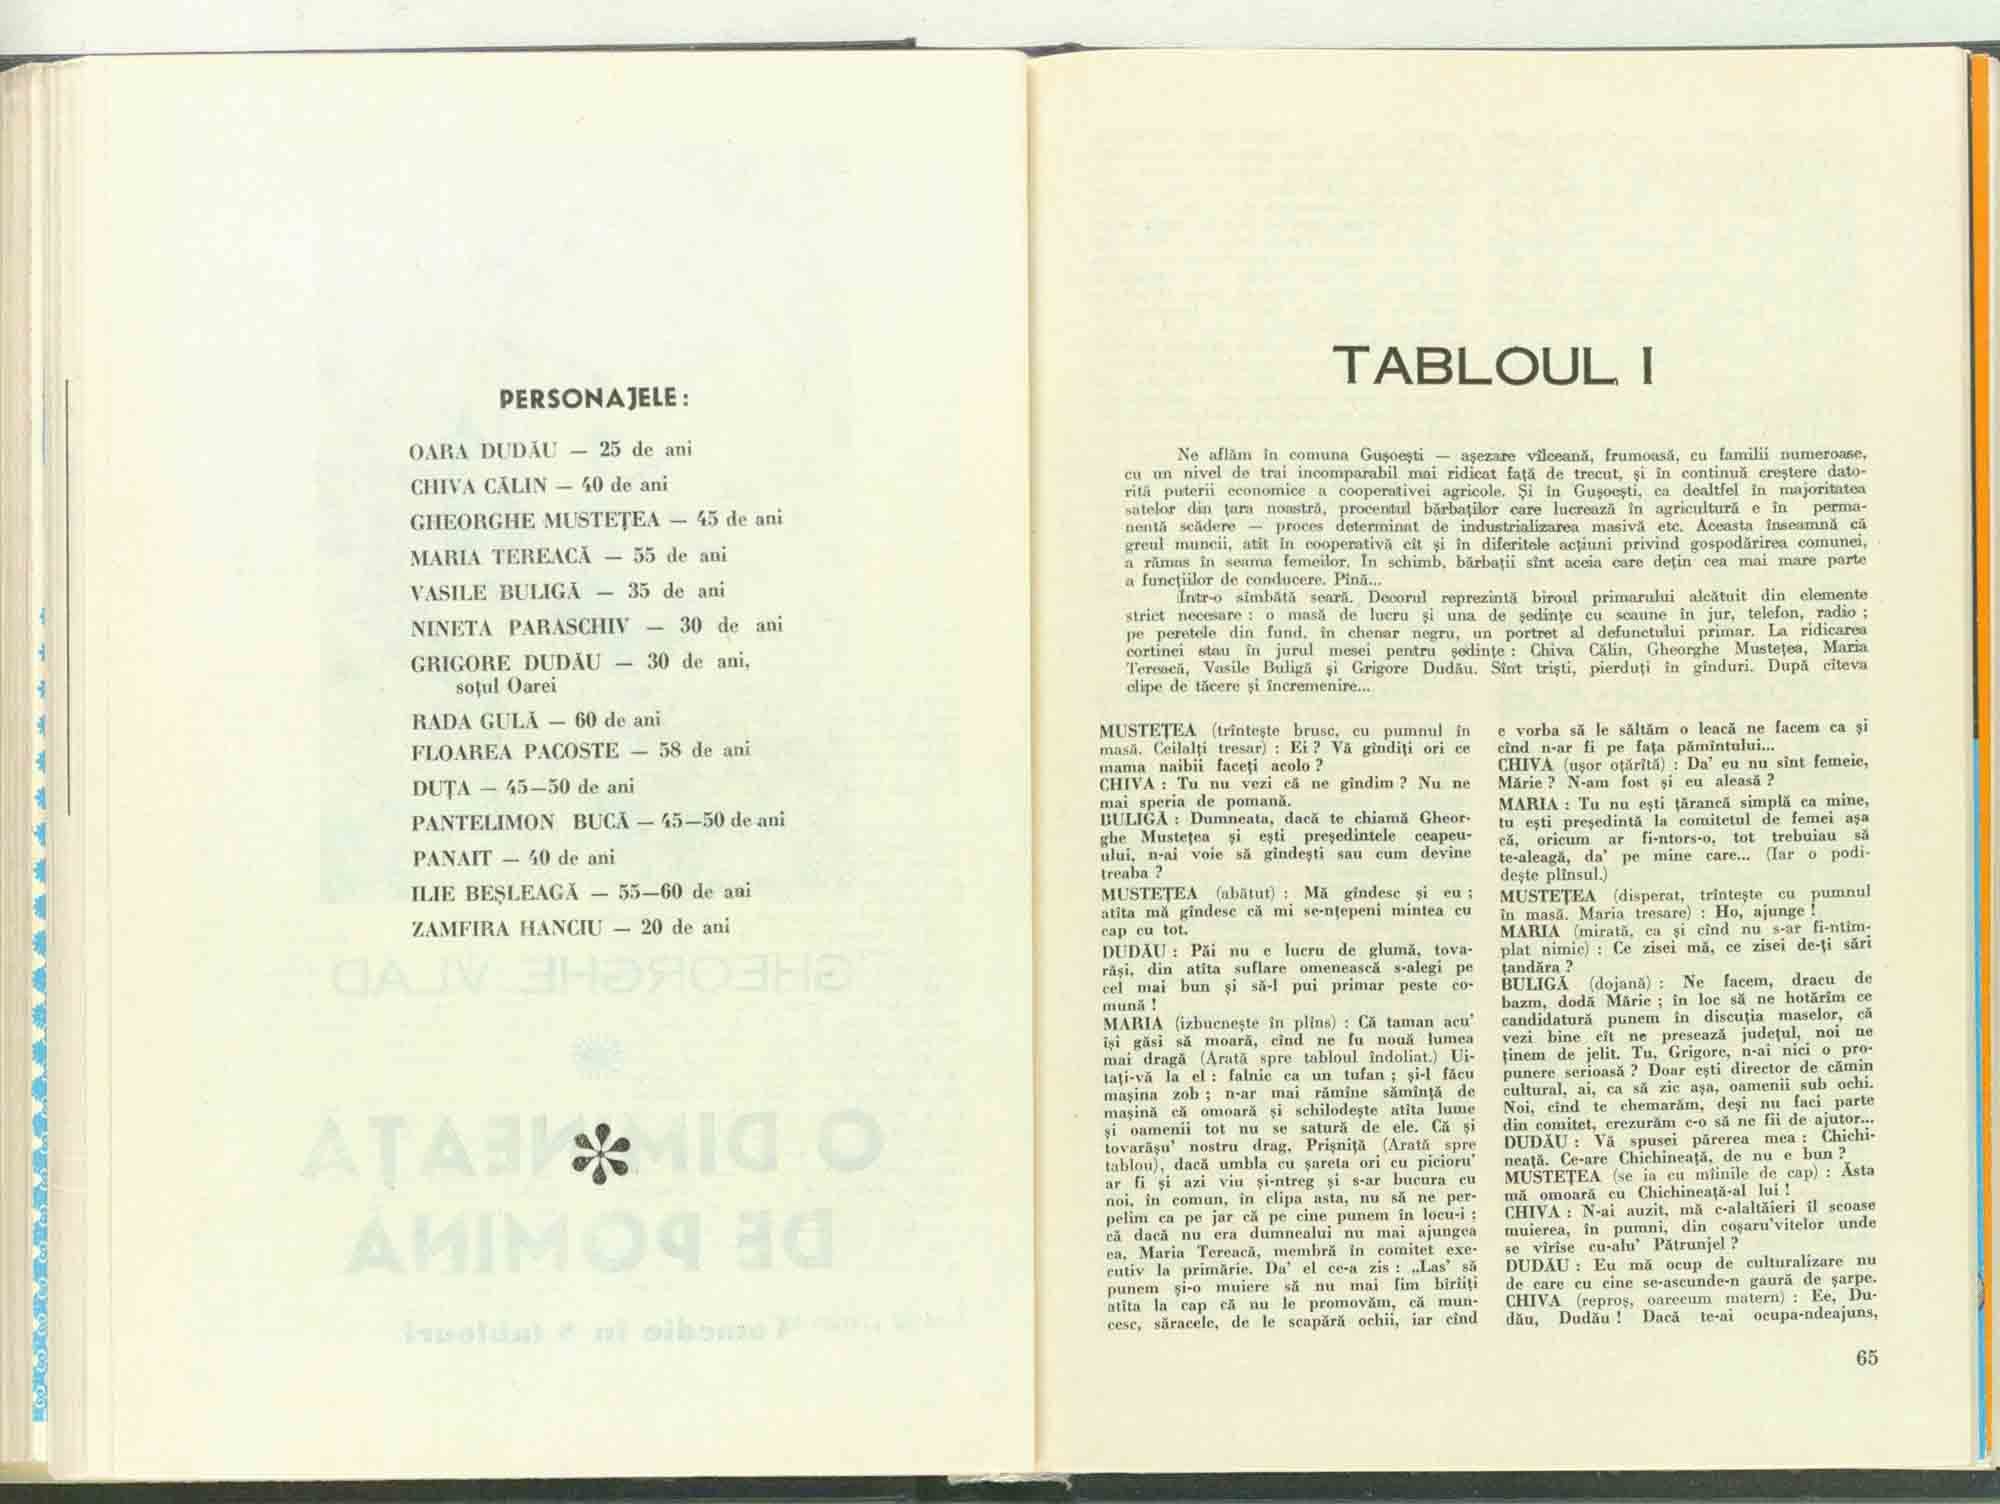 PERSONAJELE:
OARA DUDĂU — 25 de ani
CHIVA CĂLIN — 40 de ani
GHEORGHE MUSTEȚEA — 45 de ani
MARIA TEREACĂ — 55 de ani
VASILE BULIGĂ — 35 de ani
NINETA PARASCHIV — 30 de ani
GRIGORE DUDĂU — 30 de ani,
soțul Oarei
RADA GULĂ — 60 de ani
FLOAREA PACOSTE — 58 de ani
DUȚA — 45—50 de ani
PANTELIMON BUCĂ — 45—50 de ani
PANAIT — 40 de ani
ILIE BEȘLEAGĂ — 55—60 de ani
ZAMFIRA HANCIU — 20 de ani
GHEORGHE VLAD
O DIMINEAȚĂ
DE POMINĂ
Comedie în 8 tablouri
TABLOUL I
Ne aflăm în comuna Gușoești — așezare vîlceană, frumoasă, cu familii numeroase,
cu un nivel de trai incomparabil mai ridicat față de trecut, și în continuă creștere dato-
rită puterii economice a cooperativei agricole. Și în Gușoești, ca dealtfel în majoritatea
satelor din țara noastră, procentul bărbaților care lucrează în agricultură e în perma-
nentă scădere — proces determinat de industrializarea masivă etc. Aceasta înseamnă că
greul muncii, atît în cooperativă cît și în diferitele acțiuni privind gospodărirea comunei,
a rămas în seama femeilor. In schimb, bărbații sînt aceia care dețin cea mai mare parte
a funcțiilor de conducere. Pînă...
Intr-o sîmbătă seară. Decorul reprezintă biroul primarului alcătuit din elemente
strict necesare : o masă de lucru și una de ședințe cu scaune în jur, telefon, radio ;
pe peretele din fund, în chenar negru, un portret al defunctului primar. La ridicarea
cortinei stau în jurul mesei pentru ședințe : Chiva Călin, Gheorghe Mustețea, Maria
Tereacă, Vasile Buligă și Grigore Dudău. Sînt triști, pierduți în gînduri. După cîteva
clipe de tăcere și încremenire...
MUSTEȚEA (trîntește brusc, cu pumnul în
masă. Ceilalți tresar) : Ei ? Vă gîndiți ori ce
mama naibii faceți acolo ?
CHIVA : Tu nu vezi că ne gîndim ? Nu ne
mai speria de pomană.
BULIGĂ : Dumneata, dacă te chiamă Gheor-
ghe Mustețea și ești președintele ceapeu-
ului, n-ai voie să gîndești sau cum devine
treaba ?
MUSTEȚEA (abătut) : Mă gîndesc și eu ;
atîta mă gîndesc că mi se-nțepeni mintea cu
cap cu tot.
DUDĂU : Păi nu e lucru de glumă, tova-
răși, din atîta suflare omenească s-alegi pe
cel mai bun și să-l pui primar peste co-
mună !
MARIA (izbucnește în plîns) : Că taman acu'
își găsi să moară, cînd ne fu nouă lumea
mai dragă (Arată spre tabloul îndoliat.) Ui-
tați-vă la el : falnic ca un tufan ; și-l făcu
mașina zob ; n-ar mai rămîne sămînță de
mașină că omoară și schilodește atîta lume
și oamenii tot nu se satură de ele. Că și
tovarășu' nostru drag, Prișniță (Arată spre
tablou), dacă umbla cu șareta ori cu picioru'
ar fi și azi viu și-ntreg și s-ar bucura cu
noi, în comun, în clipa asta, nu să ne per-
pelim ca pe jar că pe cine punem în locu-i ;
că dacă nu era dumnealui nu mai ajungea
ea, Maria Tereacă, membră în comitet exe-
cutiv la primărie. Da' el ce-a zis : „Las' să
punem și-o muiere să nu mai fim bîrîiți
atîta la cap că nu le promovăm, că mun-
cesc, săracele, de le scapără ochii, iar cînd
e vorba să le săltăm o leacă ne facem ca și
cînd n-ar fi pe fața pămîntului...
CHIVA (ușor oțărîtă) : Da' eu nu sînt femeie,
Mărie ? N-am fost și eu aleasă ?
MARIA : Tu nu ești țărancă simplă ca mine,
tu ești președintă la comitetul de femei așa
că, oricum ar fi-ntors-o, tot trebuiau să
te-aleagă, da' pe mine care... (Iar o podi-
dește plînsul.)
MUSTEȚEA (disperat, trîntește cu pumnul
în masă. Maria tresare) : Ho, ajunge !
MARIA (mirată, ca și cînd nu s-ar fi-ntîm-
plat nimic) : Ce zisei mă, ce zisei de-ți sări
țandăra ?
BULIGĂ (dojană) : Ne facem, dracu de
bazm, dodă Mărie ; în loc să ne hotărîm ce
candidatură punem în discuția maselor, că
vezi bine cît ne presează județul, noi ne
ținem de jelit. Tu, Grigore, n-ai nici o pro-
punere serioasă ? Doar ești director de cămin
cultural, ai, ca să zic așa, oamenii sub ochi.
Noi, cînd te chemarăm, deși nu faci parte
din comitet, crezurăm c-o să ne fii de ajutor...
DUDĂU : Vă spusei părerea mea : Chichi-
neață. Ce-are Chichineață, de nu e bun ?
MUSTEȚEA (se ia cu mîinile de cap) : Ăsta
mă omoară cu Chichineață-al lui !
CHIVA : N-ai auzit, mă c-alaltăieri îl scoase
muierea, în pumni, din coșaru'vitelor unde
se vîrîse cu-alu' Pătrunjel ?
DUDĂU : Eu mă ocup de culturalizare nu
de care cu cine se-ascunde-n gaură de șarpe.
CHIVA (reproș, oarecum matern) : Ee, Du-
dău, Dudău ! Dacă te-ai ocupa-ndeajuns,
65